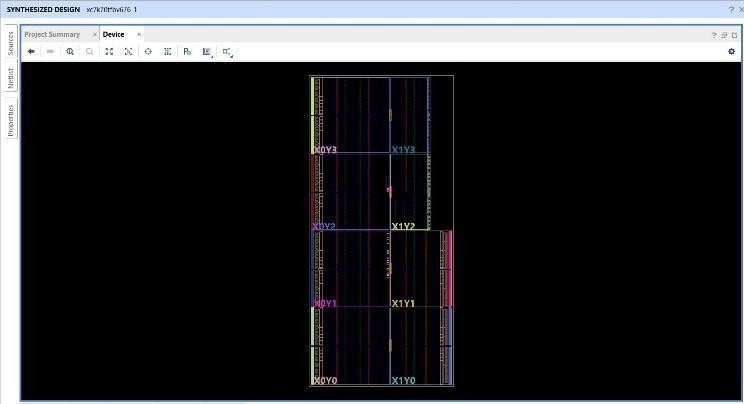 SYNTHESIZED DESIGN xc7k70tfbv676 1
Project Summary × Device ×
Sources
Netlist
Properties
X0Y3 X1Y3
X0Y2 X1Y2
X0Y1 X1Y1
X0Y0 X1Y0